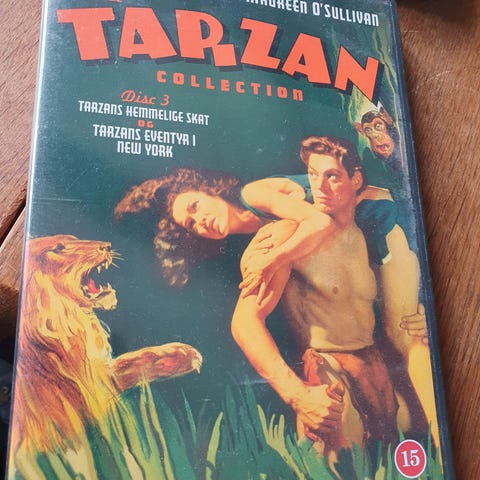 MAUREEN O'SULLIVAN
TARZAN
COLLECTION
Disc 3
TARZANS HEMMELIGE SKAT
OG
TARZANS EVENTYR I
NEW YORK
15